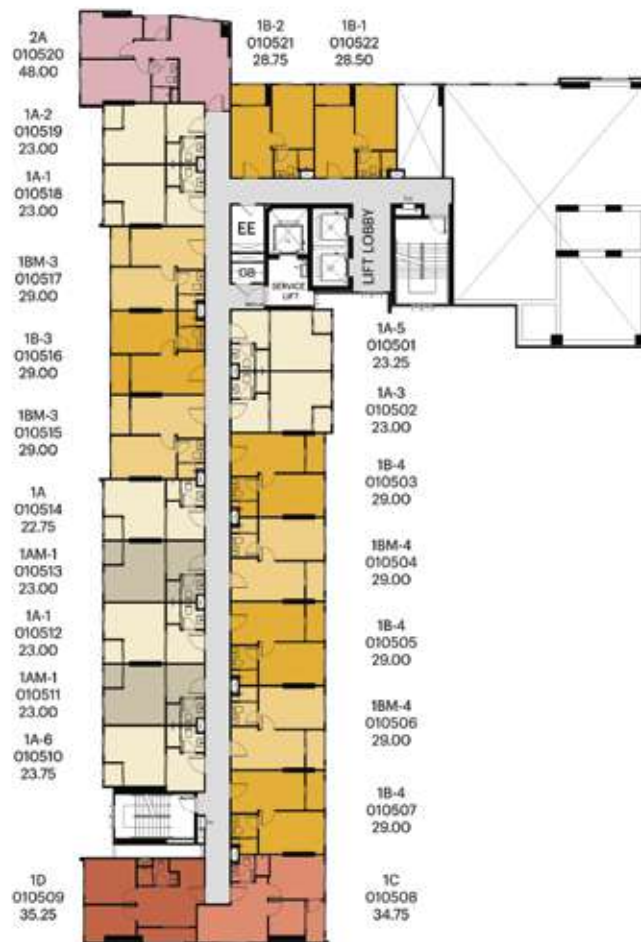 2A
010520
48.00
1B-2
010521
28.75
1B-1
010522
28.50
1A-2
010519
23.00
1A-1
010518
23.00
1BM-3
010517
29.00
1B-3
010516
29.00
1BM-3
010515
29.00
1A
010514
22.75
1AM-1
010513
23.00
1A-1
010512
23.00
1AM-1
010511
23.00
1A-6
010510
23.75
1D
010509
35.25
EE
GB
SERVICE
LIFT
LIFT LOBBY
1A-5
010501
23.25
1A-3
010502
23.00
1B-4
010503
29.00
1BM-4
010504
29.00
1B-4
010505
29.00
1BM-4
010506
29.00
1B-4
010507
29.00
1C
010508
34.75